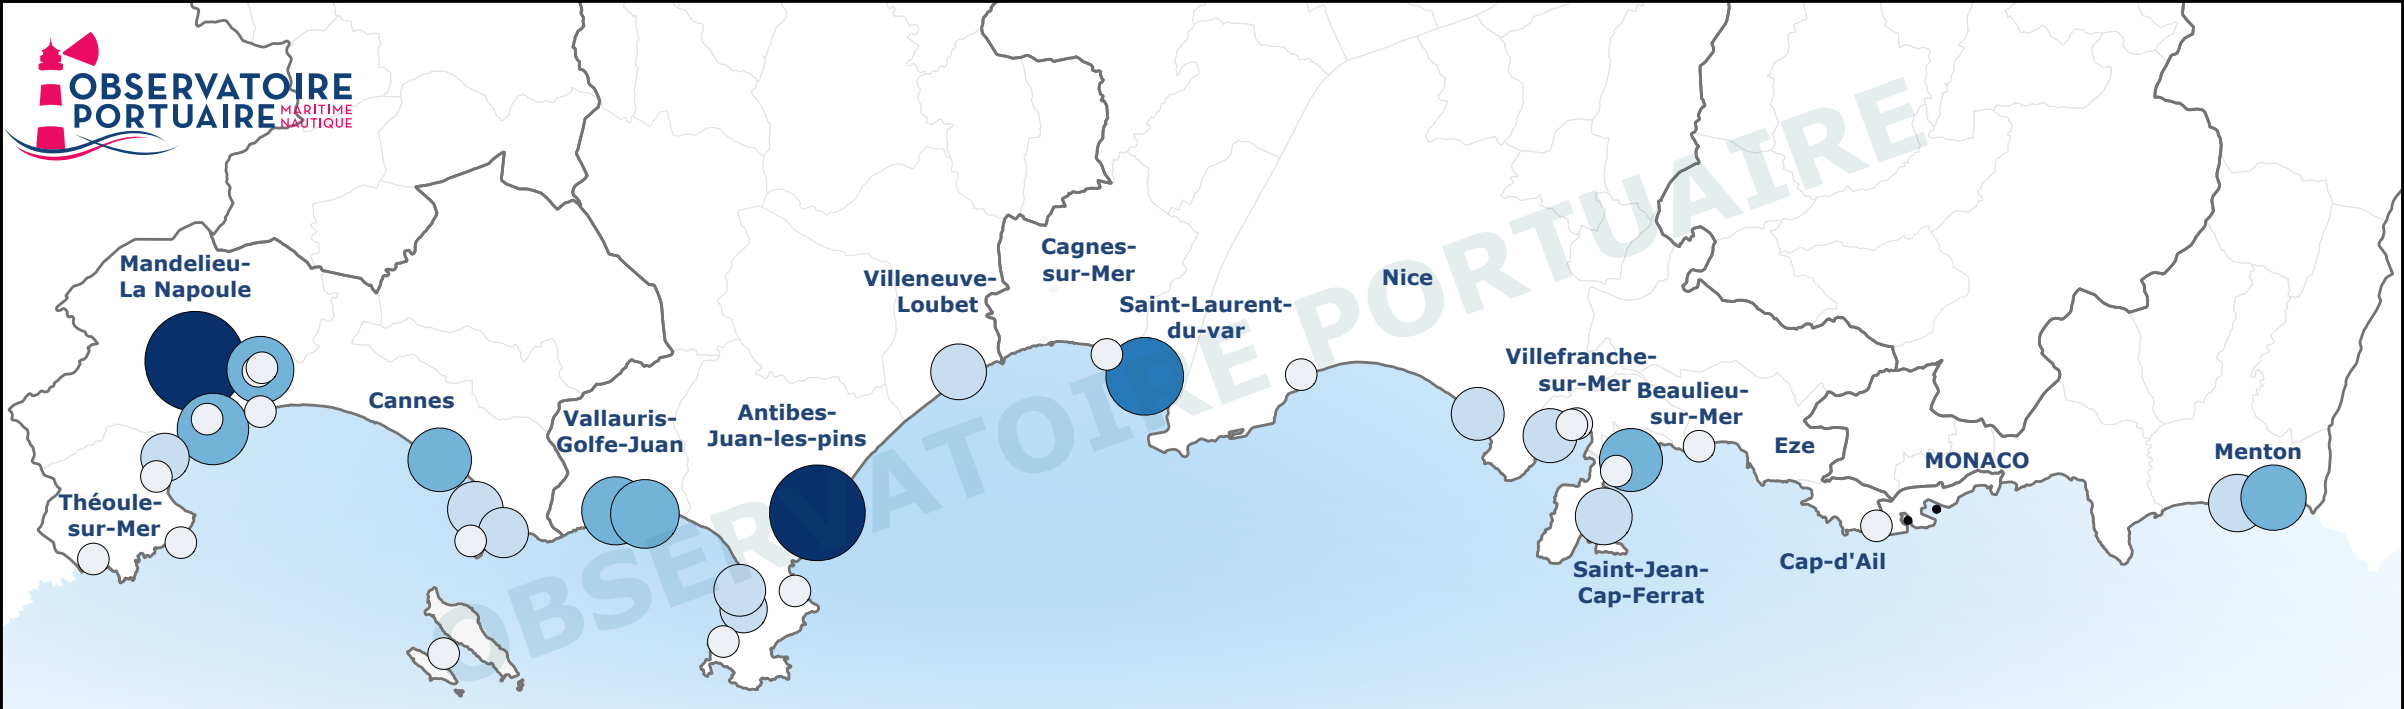 OBSERVATOIRE
PORTUAIRE
MARITIME
NAUTIQUE
Mandelieu-
La Napoule
Théoule-
sur-Mer
Cannes
Vallauris-
Golfe-Juan
Antibes-
Juan-les-pins
Villeneuve-
Loubet
Cagnes-
sur-Mer
Saint-Laurent-
du-var
Nice
Villefranche-
sur-Mer
Beaulieu-
sur-Mer
Saint-Jean-
Cap-Ferrat
Eze
Cap-d'Ail
MONACO
Menton
OBSERVATOIRE PORTUAIRE